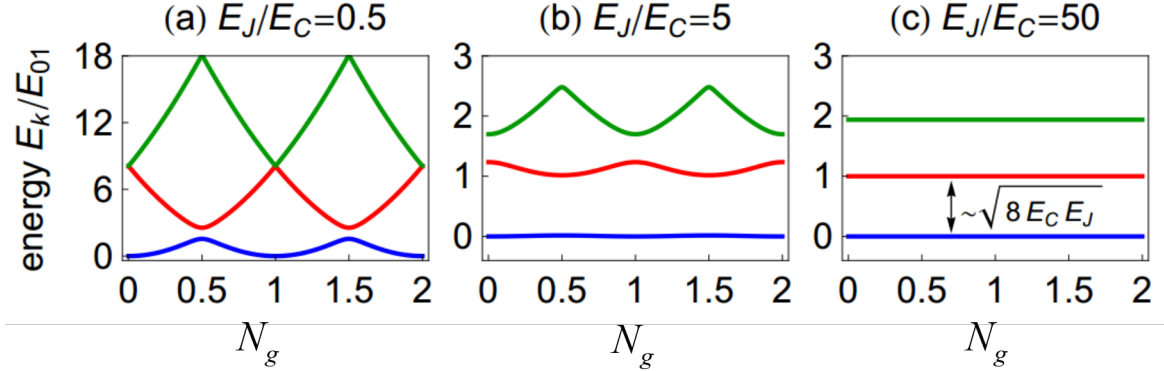 (a) E_J/E_C=0.5
(b) E_J/E_C=5
(c) E_J/E_C=50
energy E_k/E_01
18
12
6
0
0 0.5 1 1.5 2
N_g
3
2
1
0
0 0.5 1 1.5 2
N_g
3
2
1
0
~√8 E_C E_J
0 0.5 1 1.5 2
N_g